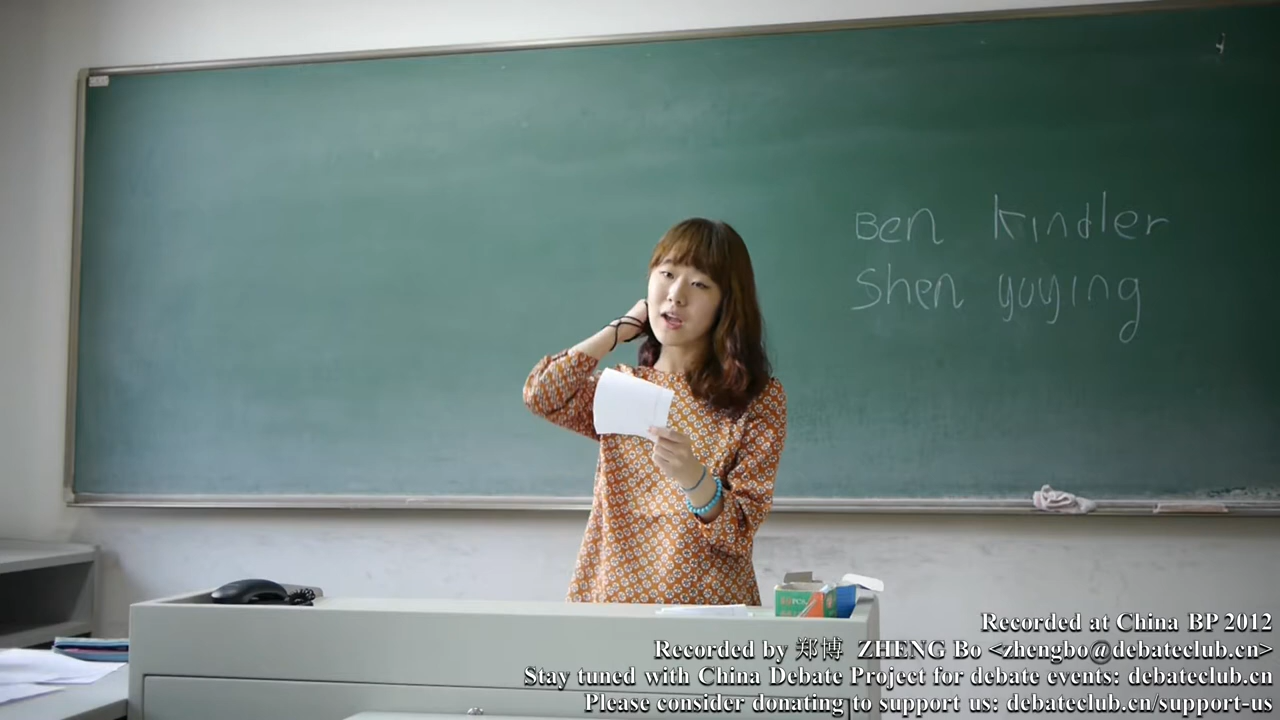 Ben Kindler
Shen yuying
Recorded at China BP 2012
Recorded by 郑博 ZHENG Bo <zhengbo@debateclub.cn>
Stay tuned with China Debate Project for debate events: debateclub.cn
Please consider donating to support us: debateclub.cn/support-us